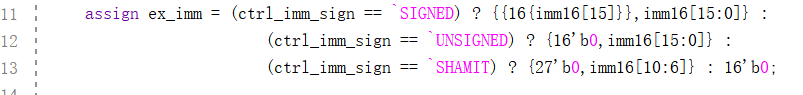 11 assign ex_imm = (ctrl_imm_sign == `SIGNED) ? {{16{imm16[15]}},imm16[15:0]} :
12 (ctrl_imm_sign == `UNSIGNED) ? {16'b0,imm16[15:0]} :
13 (ctrl_imm_sign == `SHAMIT) ? {27'b0,imm16[10:6]} : 16'b0;
14